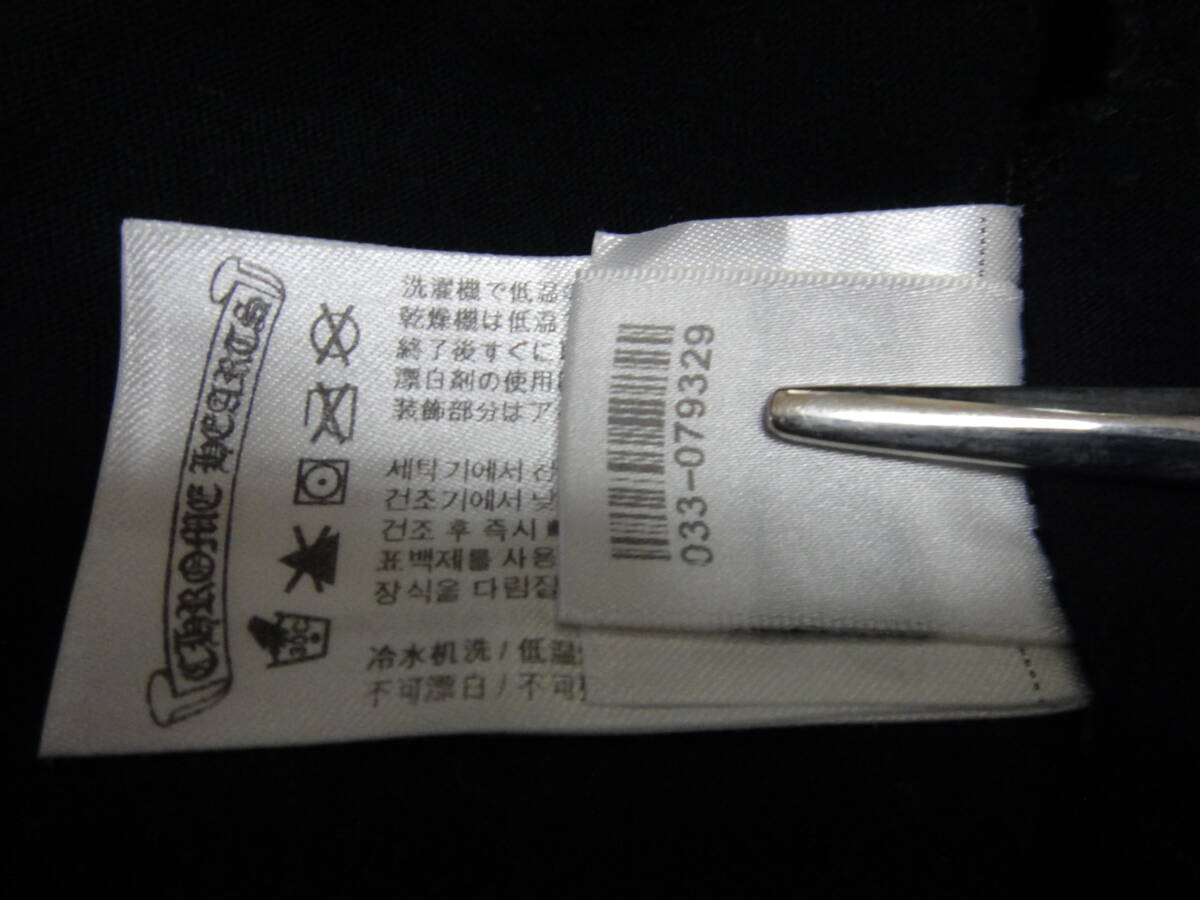 CHROME HEARTS
洗濯機で低温
乾燥機は低温
終了後すぐに
漂白剤の使用
装飾部分はア
세탁기에서
건조기에서 낮
건조 후 즉시
표백제를 사용
장식을 다림질
冷水机洗 / 低温
不可漂白 / 不可
30C
033-079329